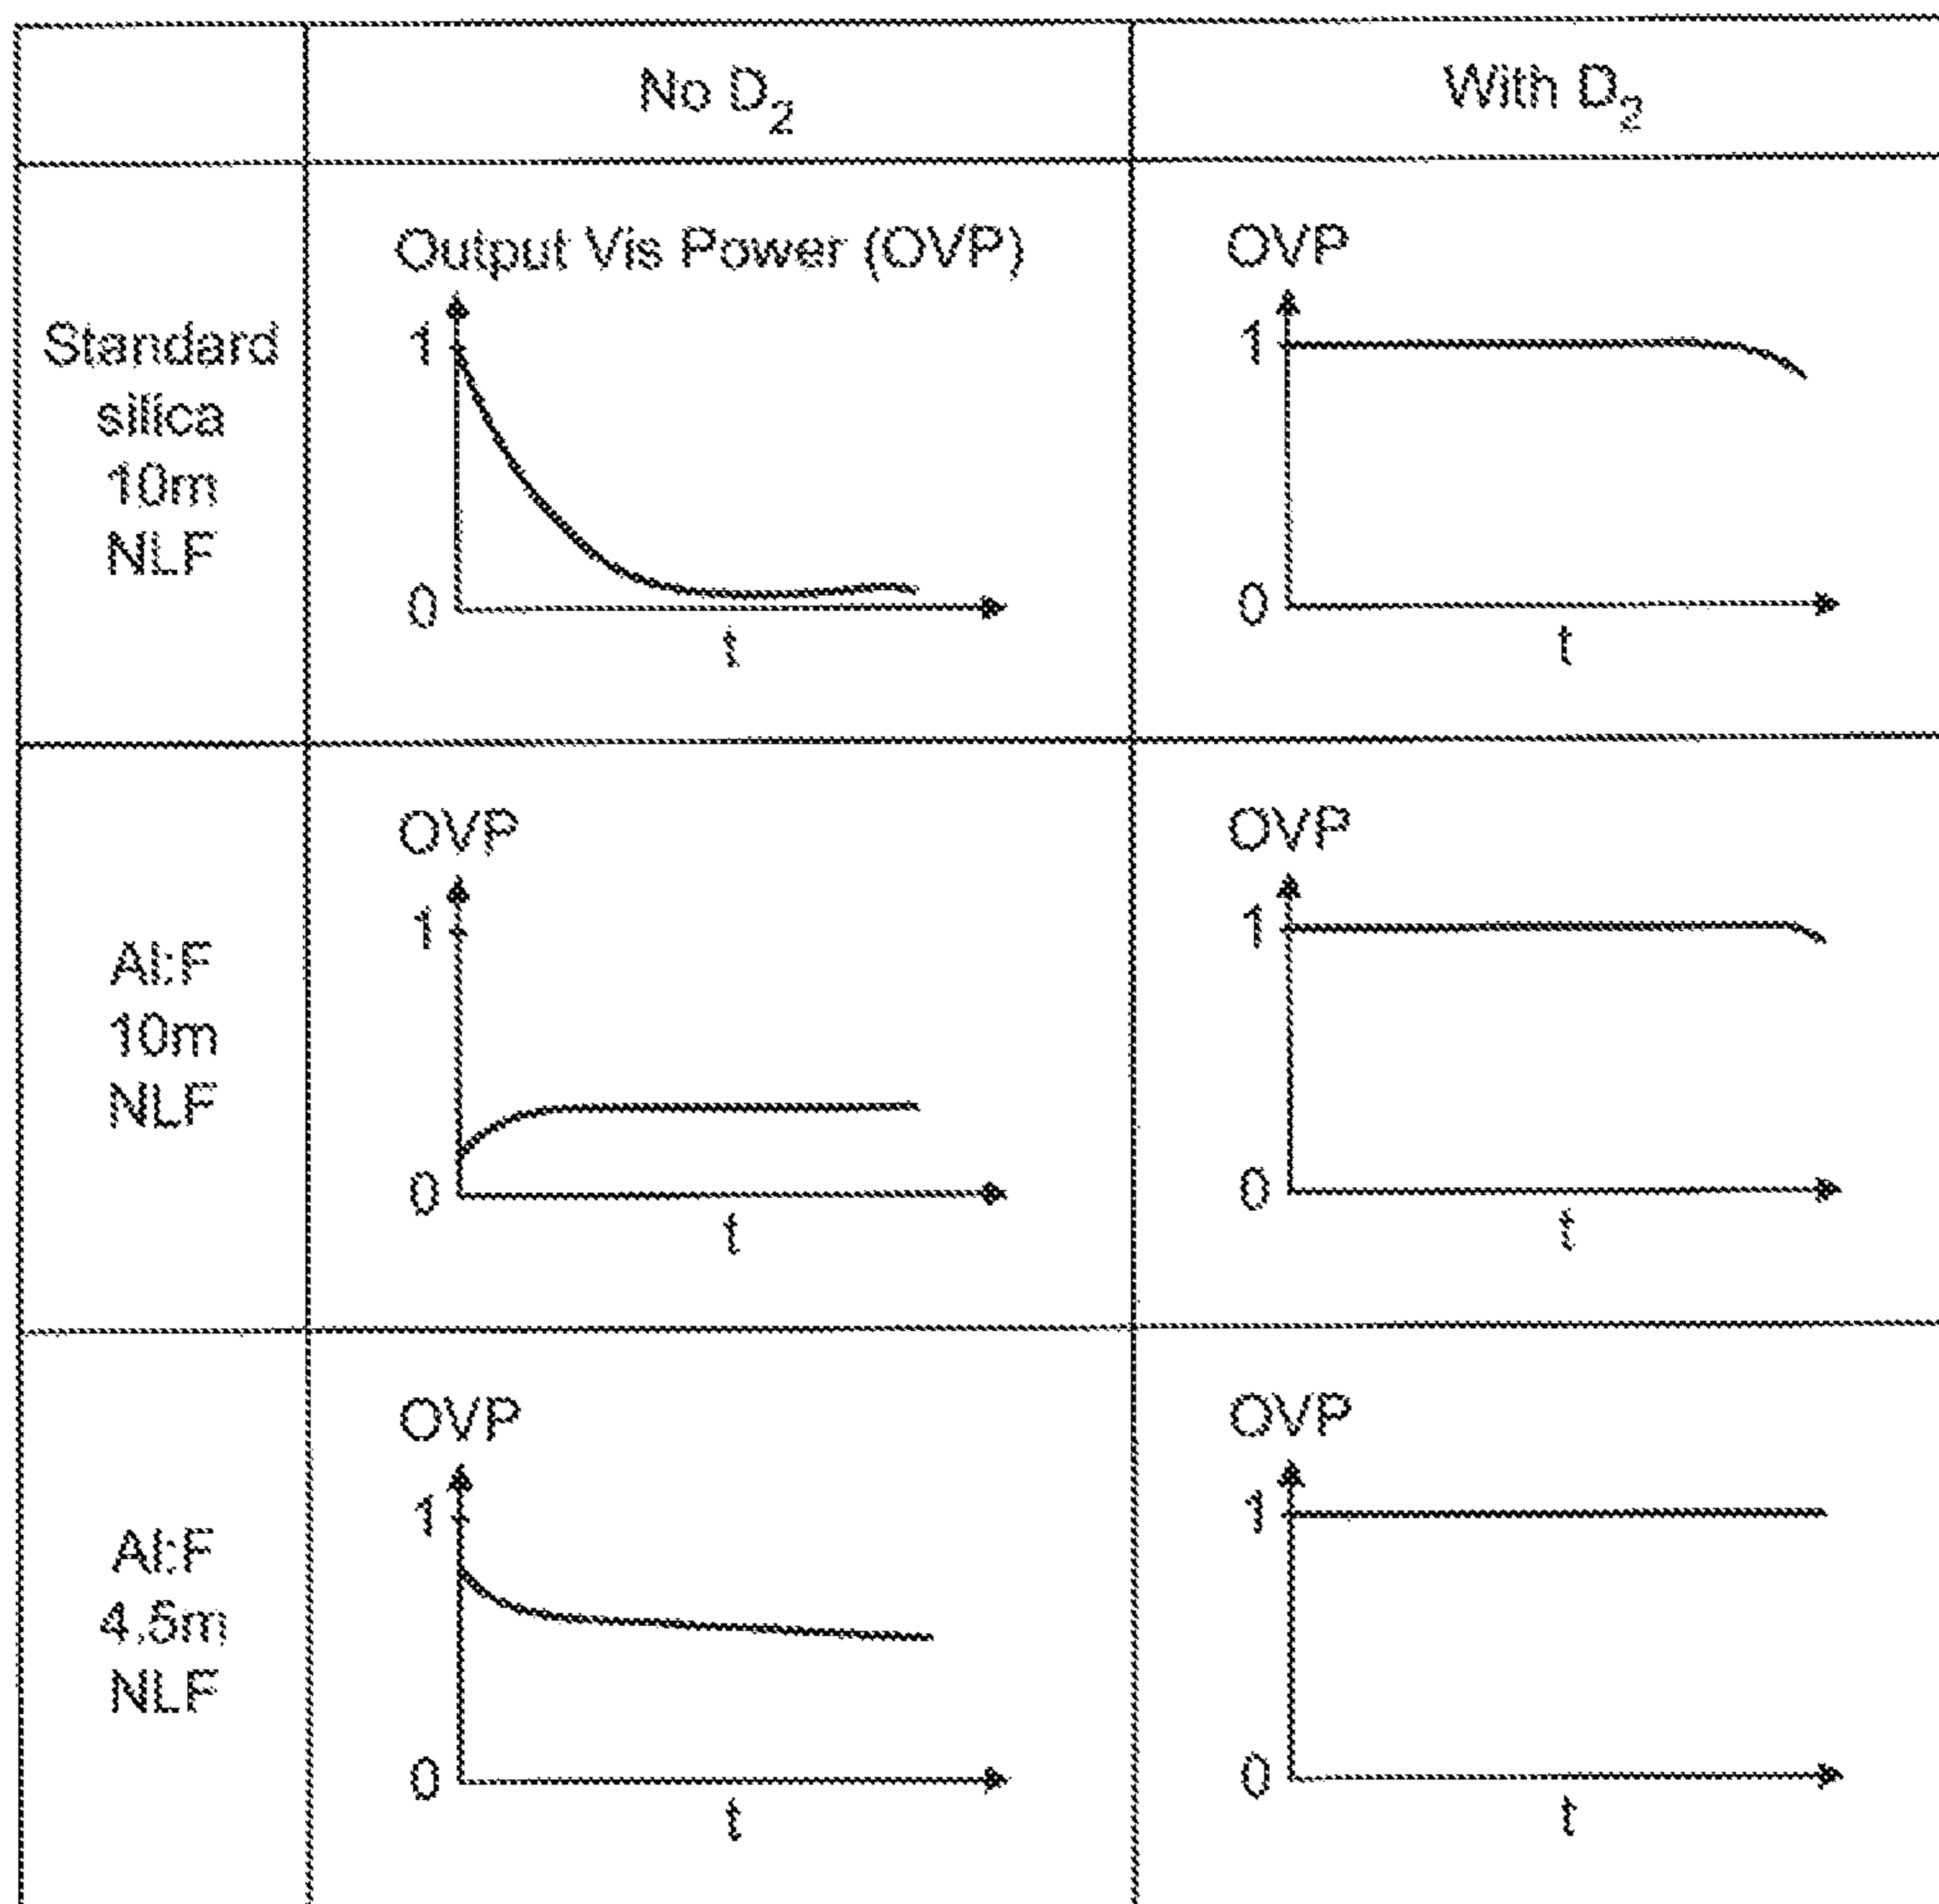 No D₂
With D₂
Standard
silica
10m
NLF
Output Vis Power (OVP)
1
0
t
OVP
1
0
t
Al:F
10m
NLF
OVP
1
0
t
OVP
1
0
t
Al:F
4.5m
NLF
OVP
1
0
t
OVP
1
0
t